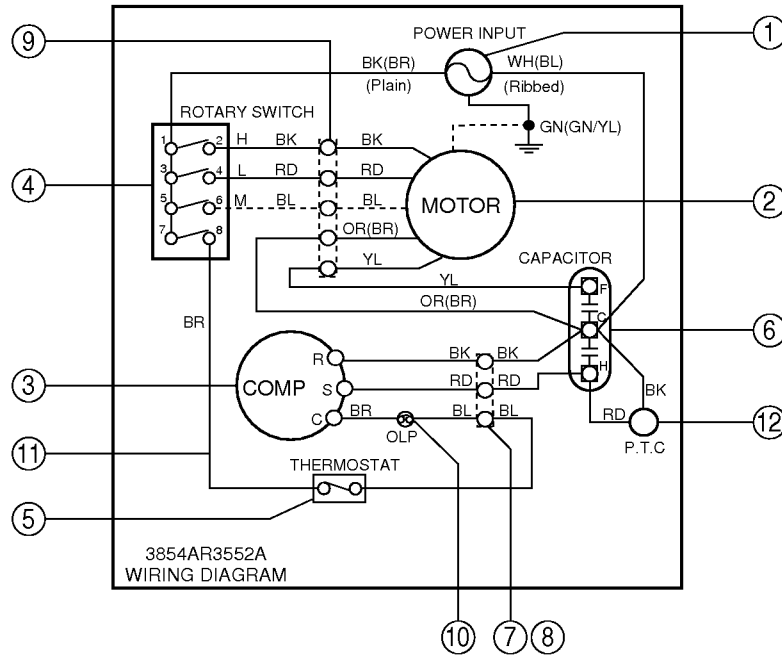 POWER INPUT
9
1
BK(BR)
WH(BL)
(Plain)
(Ribbed)
ROTARY SWITCH
GN(GN/YL)
1 2 H BK BK
3 4 L RD RD
4
5 6 M BL BL
MOTOR
2
7 8
OR(BR)
CAPACITOR
YL
YL
F
OR(BR)
C
BR
6
R BK BK
H
3
COMP
S RD RD
BK
C BR BL BL
RD
12
OLP
P.T.C
11
THERMOSTAT
5
3854AR3552A
WIRING DIAGRAM
10
7
8